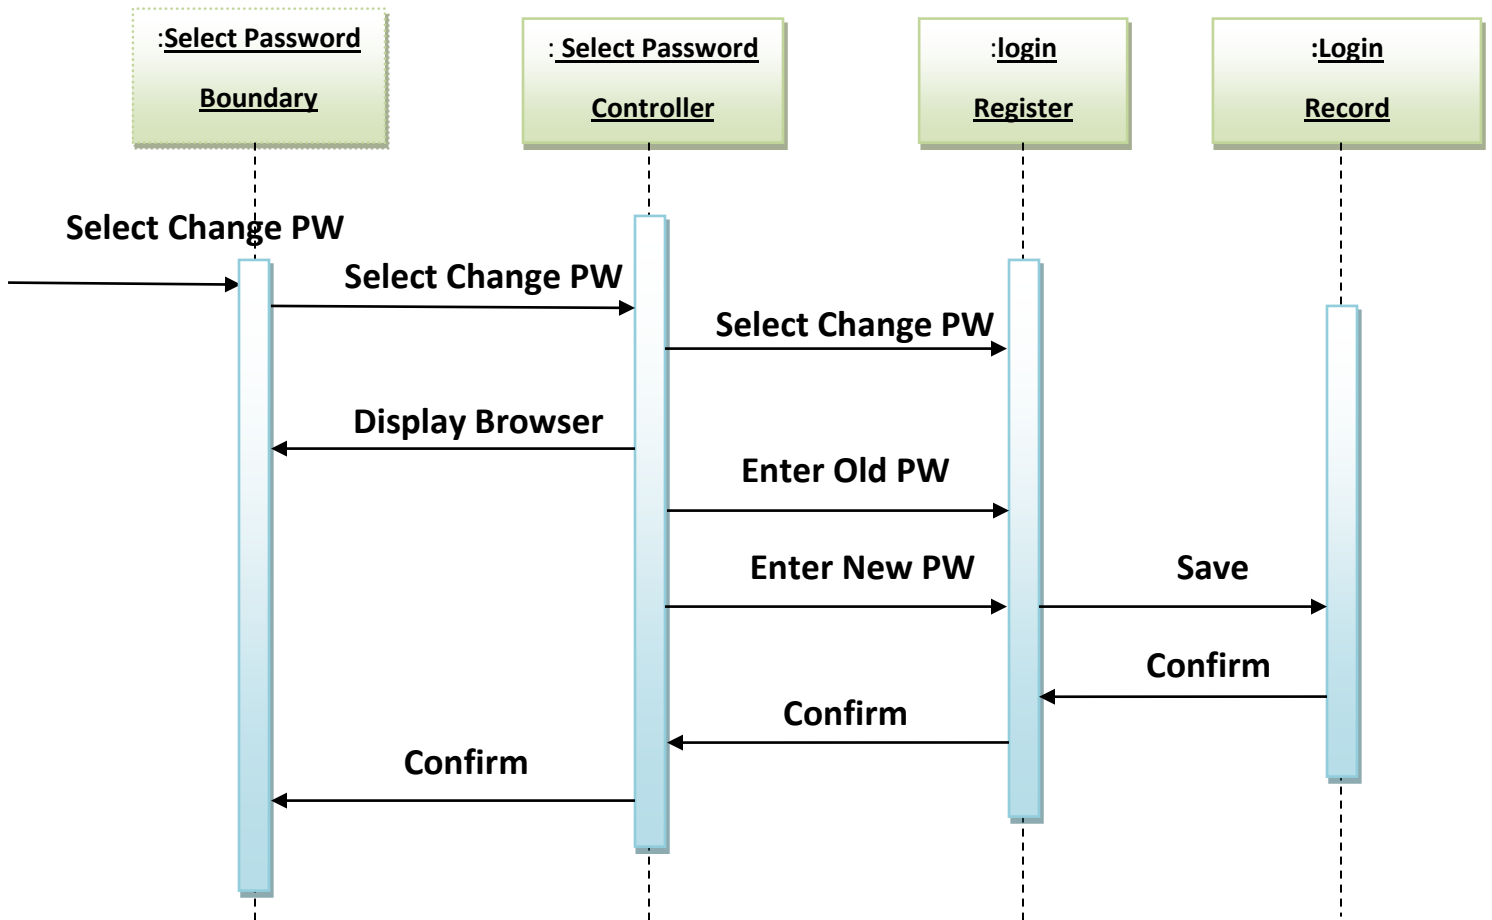 :Select Password
Boundary
: Select Password
Controller
:login
Register
:Login
Record
Select Change PW
Select Change PW
Select Change PW
Display Browser
Enter Old PW
Enter New PW
Save
Confirm
Confirm
Confirm